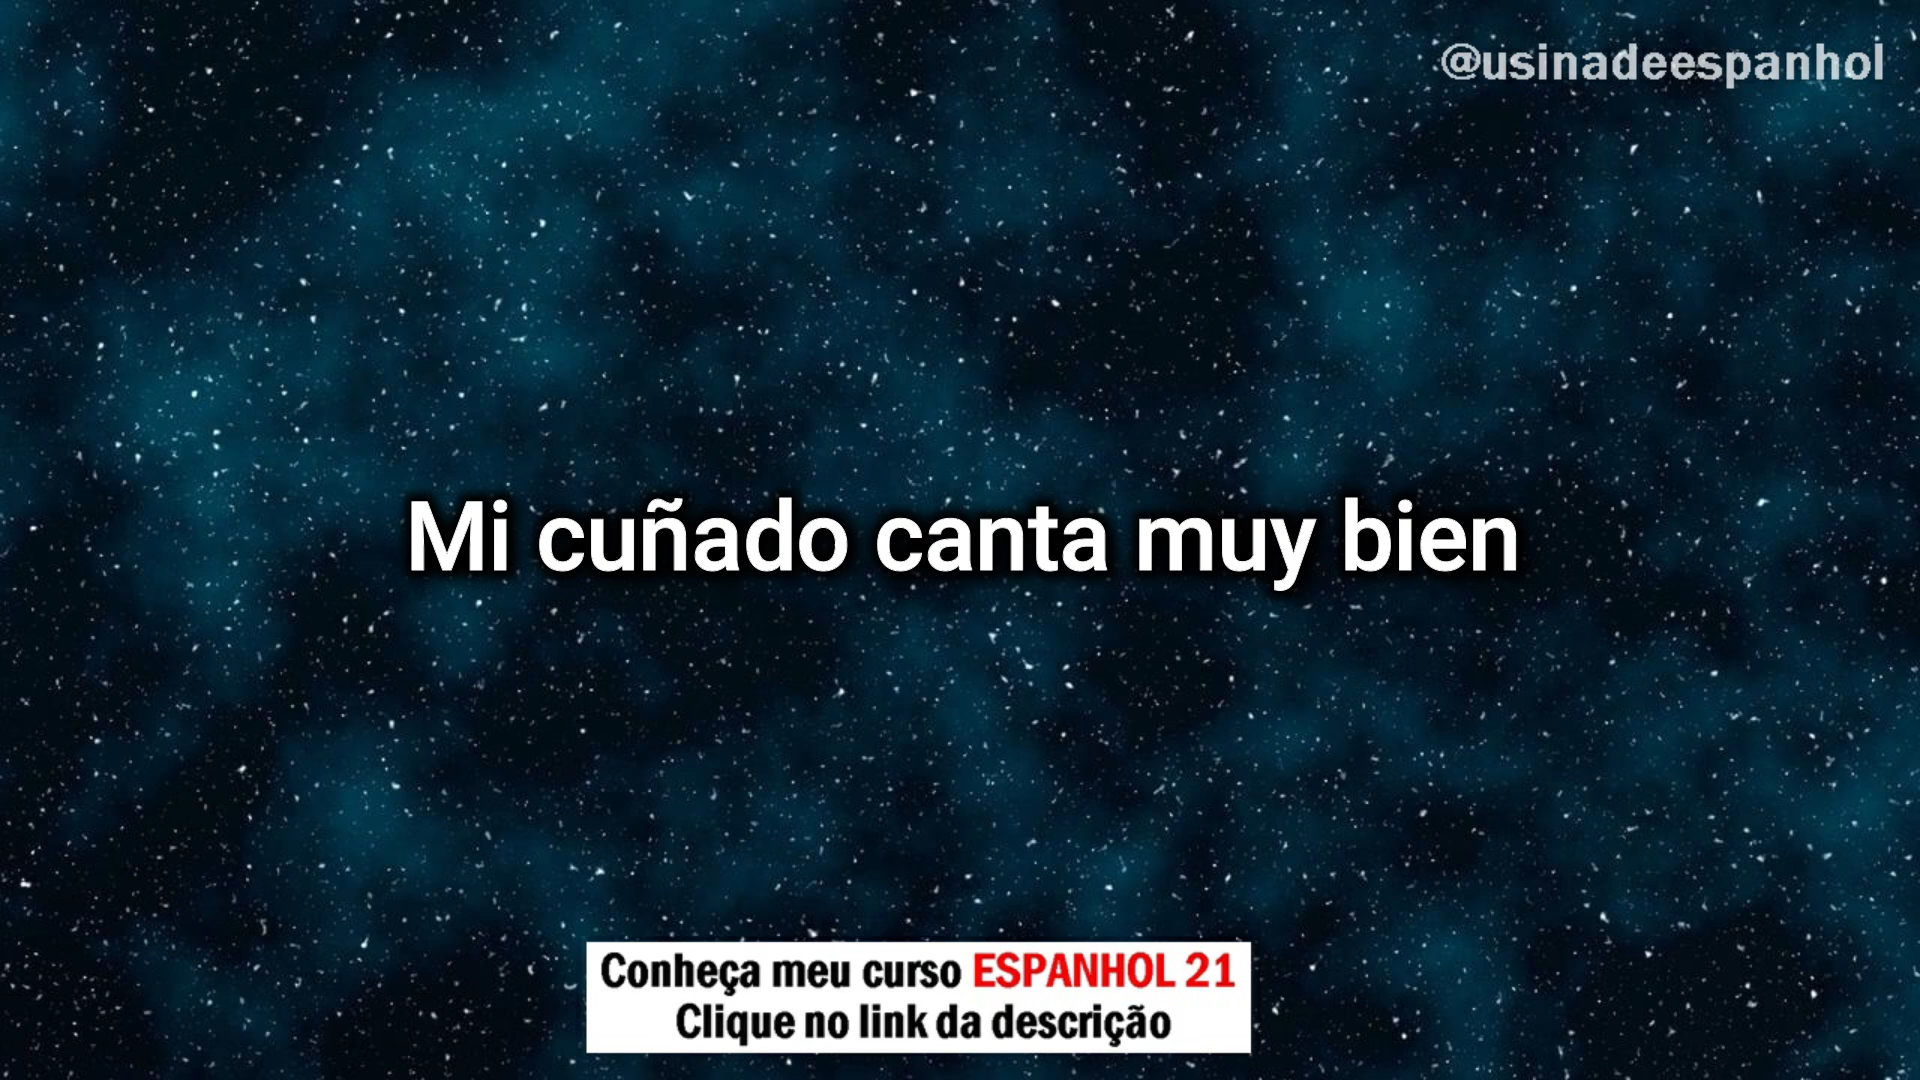 @usinadeespanhol
Mi cuñado canta muy bien
Conheça meu curso ESPANHOL 21
Clique no link da descrição